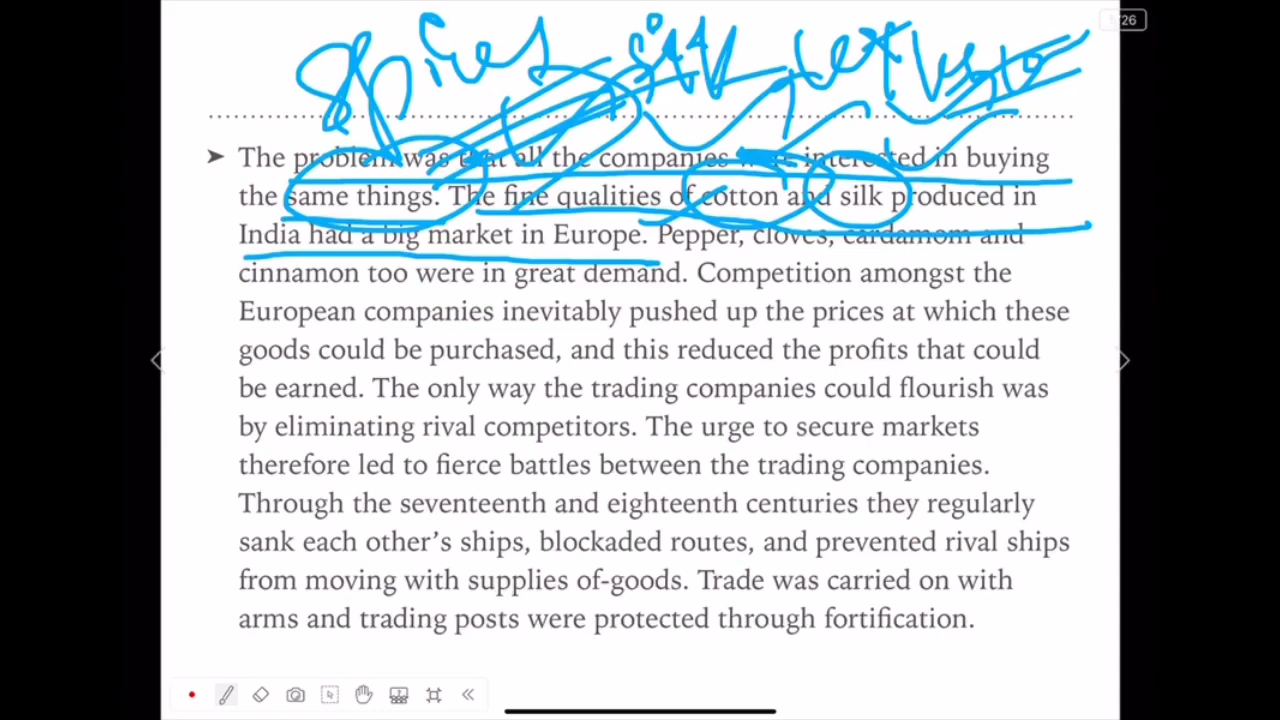 1/26
spices silk textiles
➤ The problem was that all the companies were interested in buying
the same things. The fine qualities of cotton and silk produced in
India had a big market in Europe. Pepper, cloves, cardamom and
cinnamon too were in great demand. Competition amongst the
European companies inevitably pushed up the prices at which these
goods could be purchased, and this reduced the profits that could
be earned. The only way the trading companies could flourish was
by eliminating rival competitors. The urge to secure markets
therefore led to fierce battles between the trading companies.
Through the seventeenth and eighteenth centuries they regularly
sank each other's ships, blockaded routes, and prevented rival ships
from moving with supplies of-goods. Trade was carried on with
arms and trading posts were protected through fortification.